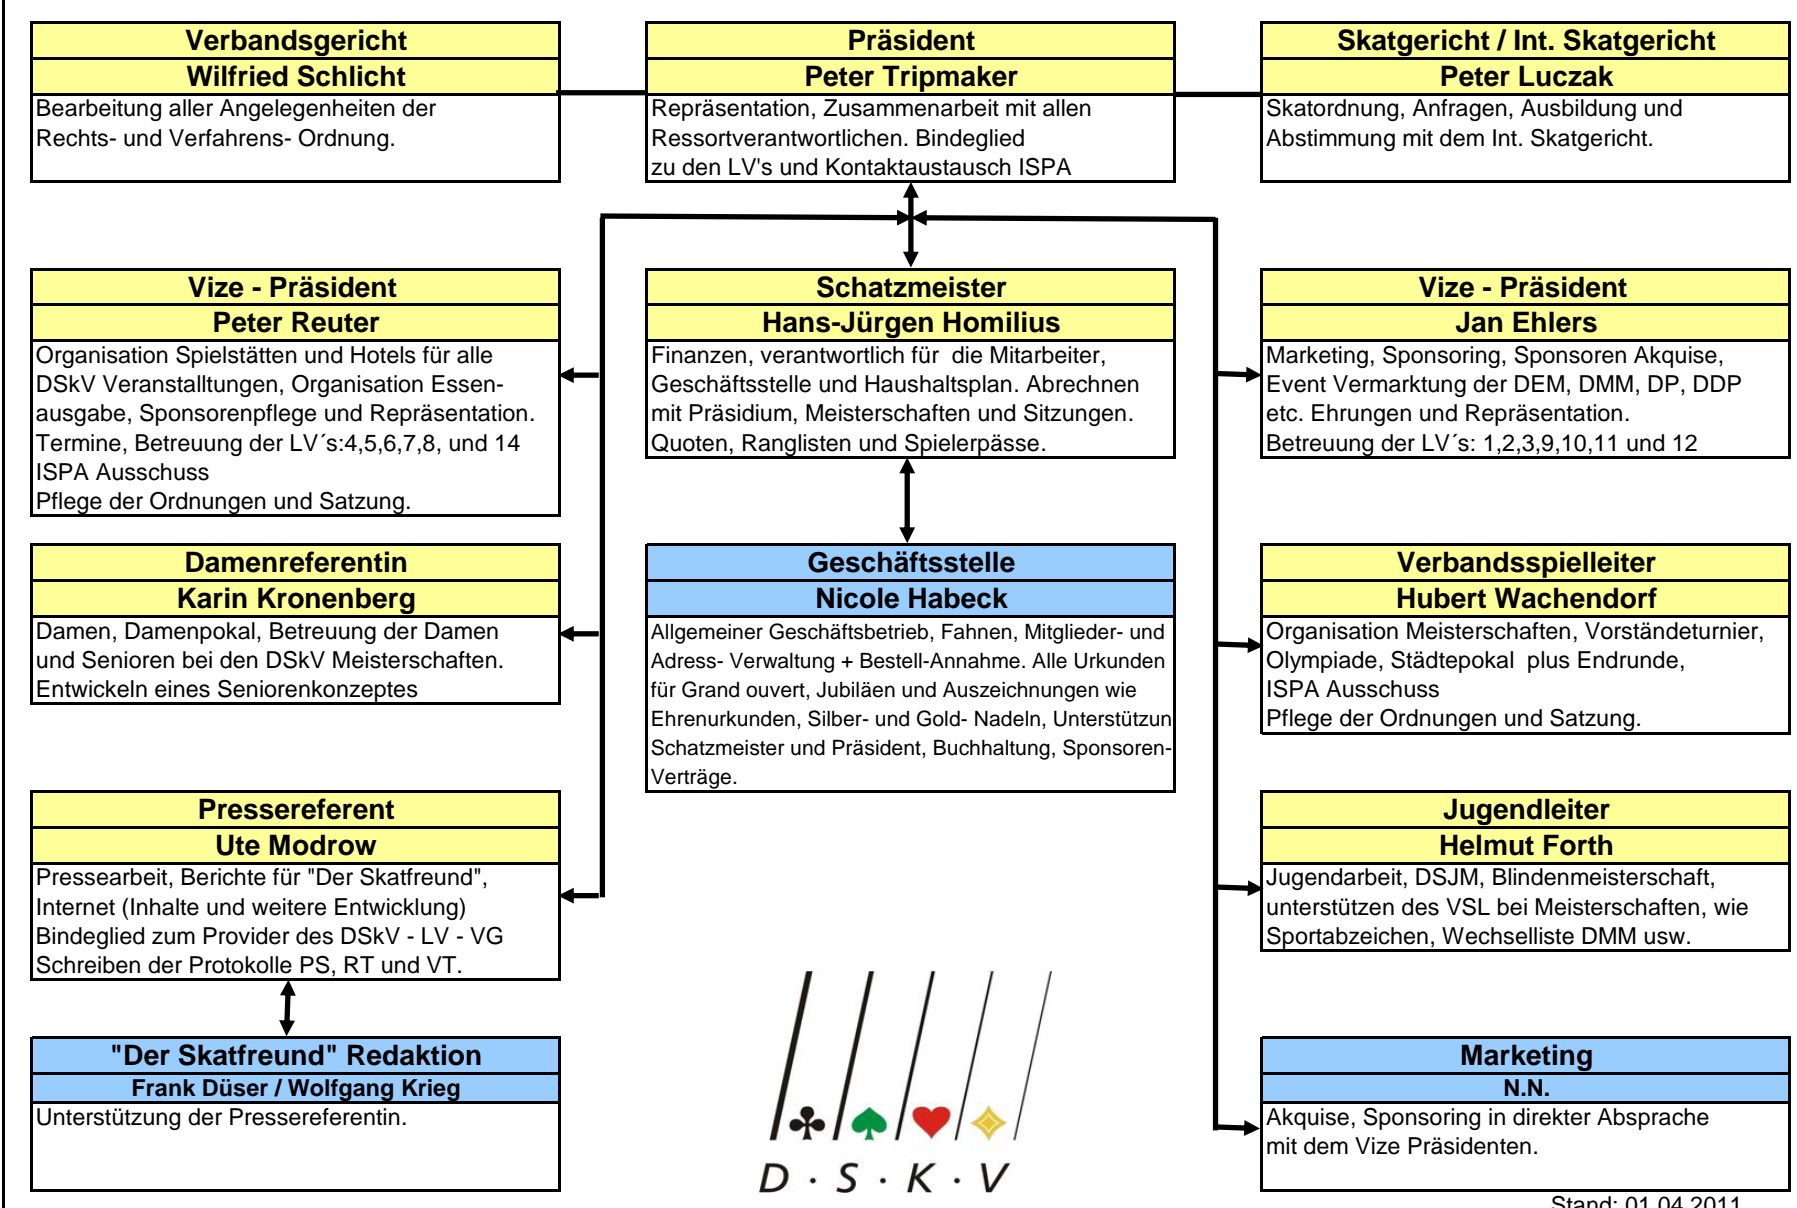 Verbandsgericht
Wilfried Schlicht
Bearbeitung aller Angelegenheiten der
Rechts- und Verfahrens- Ordnung.
Präsident
Peter Tripmaker
Repräsentation, Zusammenarbeit mit allen
Ressortverantwortlichen. Bindeglied
zu den LV's und Kontaktaustausch ISPA
Skatgericht / Int. Skatgericht
Peter Luczak
Skatordnung, Anfragen, Ausbildung und
Abstimmung mit dem Int. Skatgericht.
Vize - Präsident
Peter Reuter
Organisation Spielstätten und Hotels für alle
DSkV Veranstalltungen, Organisation Essen-
ausgabe, Sponsorenpflege und Repräsentation.
Termine, Betreuung der LV´s:4,5,6,7,8, und 14
ISPA Ausschuss
Pflege der Ordnungen und Satzung.
Schatzmeister
Hans-Jürgen Homilius
Finanzen, verantwortlich für  die Mitarbeiter,
Geschäftsstelle und Haushaltsplan. Abrechnen
mit Präsidium, Meisterschaften und Sitzungen.
Quoten, Ranglisten und Spielerpässe.
Vize - Präsident
Jan Ehlers
Marketing, Sponsoring, Sponsoren Akquise,
Event Vermarktung der DEM, DMM, DP, DDP
etc. Ehrungen und Repräsentation.
Betreuung der LV´s: 1,2,3,9,10,11 und 12
Damenreferentin
Karin Kronenberg
Damen, Damenpokal, Betreuung der Damen
und Senioren bei den DSkV Meisterschaften.
Entwickeln eines Seniorenkonzeptes
Geschäftsstelle
Nicole Habeck
Allgemeiner Geschäftsbetrieb, Fahnen, Mitglieder- und
Adress- Verwaltung + Bestell-Annahme. Alle Urkunden
für Grand ouvert, Jubiläen und Auszeichnungen wie
Ehrenurkunden, Silber- und Gold- Nadeln, Unterstützun
Schatzmeister und Präsident, Buchhaltung, Sponsoren-
Verträge.
Verbandsspielleiter
Hubert Wachendorf
Organisation Meisterschaften, Vorständeturnier,
Olympiade, Städtepokal  plus Endrunde,
ISPA Ausschuss
Pflege der Ordnungen und Satzung.
Pressereferent
Ute Modrow
Pressearbeit, Berichte für "Der Skatfreund",
Internet (Inhalte und weitere Entwicklung)
Bindeglied zum Provider des DSkV - LV - VG
Schreiben der Protokolle PS, RT und VT.
Jugendleiter
Helmut Forth
Jugendarbeit, DSJM, Blindenmeisterschaft,
unterstützen des VSL bei Meisterschaften, wie
Sportabzeichen, Wechselliste DMM usw.
"Der Skatfreund" Redaktion
Frank Düser / Wolfgang Krieg
Unterstützung der Pressereferentin.
D · S · K · V
Marketing
N.N.
Akquise, Sponsoring in direkter Absprache
mit dem Vize Präsidenten.
Stand: 01.04.2011